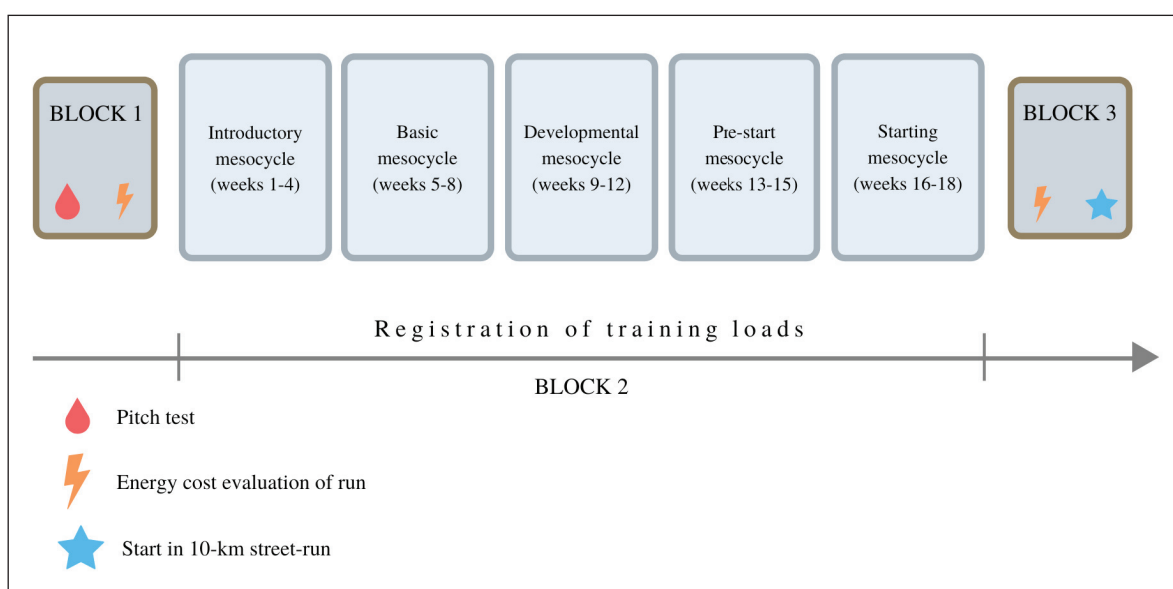 BLOCK 1
Introductory
mesocycle
(weeks 1-4)
Basic
mesocycle
(weeks 5-8)
Developmental
mesocycle
(weeks 9-12)
Pre-start
mesocycle
(weeks 13-15)
Starting
mesocycle
(weeks 16-18)
BLOCK 3
Registration of training loads
BLOCK 2
Pitch test
Energy cost evaluation of run
Start in 10-km street-run